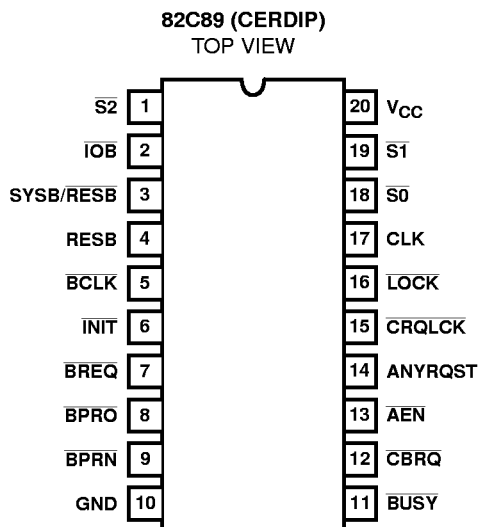 82C89 (CERDIP)
TOP VIEW
S2 1 20 VCC
IOB 2 19 S1
SYSB/RESB 3 18 S0
RESB 4 17 CLK
BCLK 5 16 LOCK
INIT 6 15 CRQLCK
BREQ 7 14 ANYRQST
BPRO 8 13 AEN
BPRN 9 12 CBRQ
GND 10 11 BUSY